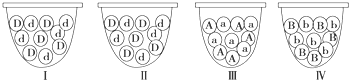 D D d d D D d d A a A a B b b b
d d d d d d a a A b b B
D d D D d D A A a B B b
Ⅰ Ⅱ Ⅲ Ⅳ